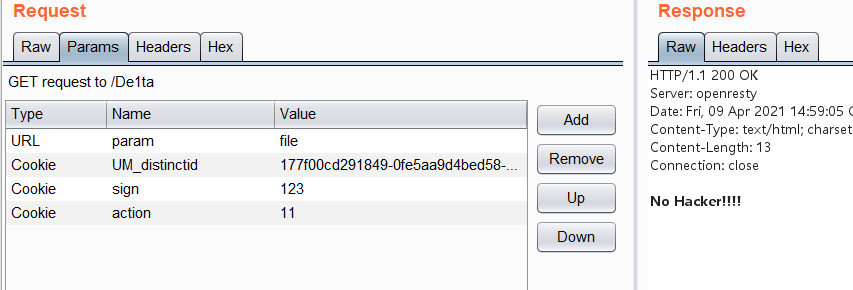 Request
Raw Params Headers Hex
GET request to /De1ta
Type Name Value
URL param file
Cookie UM_distinctid 177f00cd291849-0fe5aa9d4bed58-...
Cookie sign 123
Cookie action 11
Add
Remove
Up
Down
Response
Raw Headers Hex
HTTP/1.1 200 OK
Server: openresty
Date: Fri, 09 Apr 2021 14:59:05 G
Content-Type: text/html; charset
Content-Length: 13
Connection: close
No Hacker!!!!